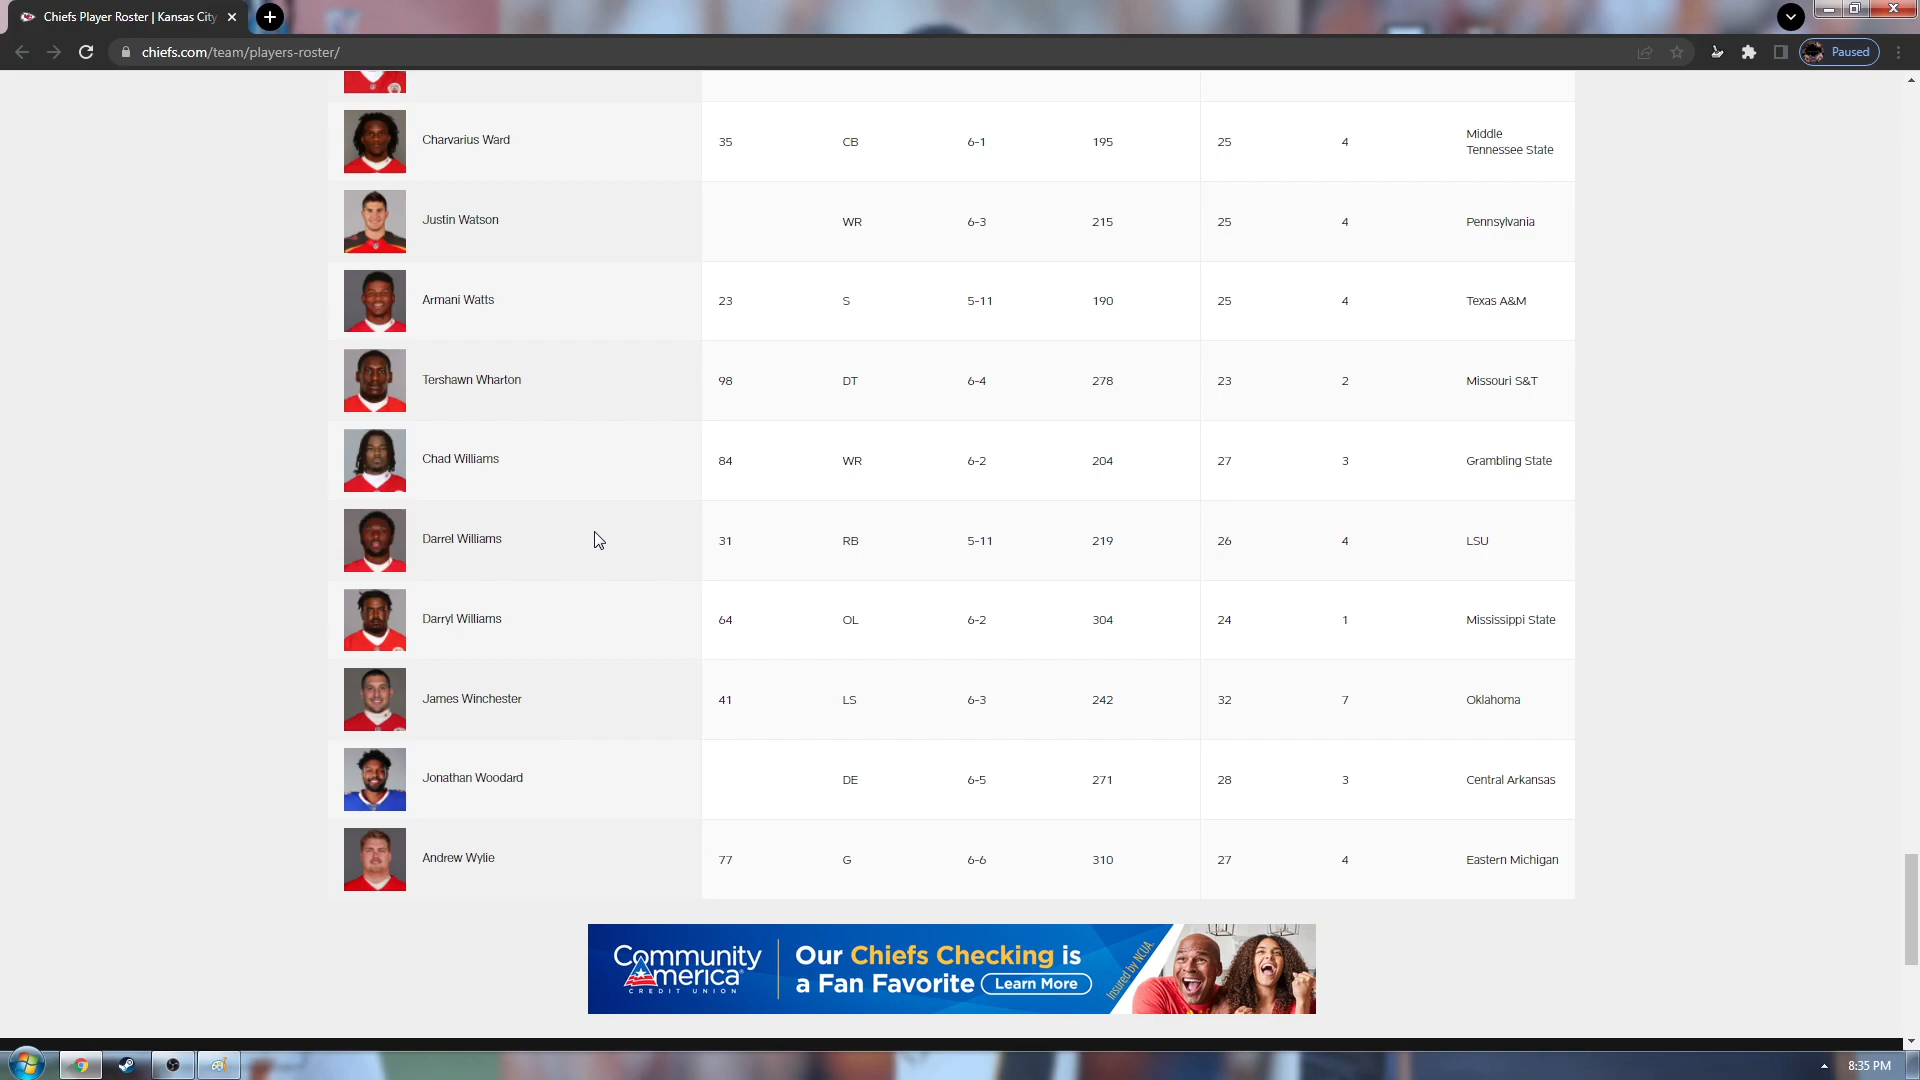 Chiefs Player Roster | Kansas City
chiefs.com/team/players-roster/
Paused
Charvarius Ward 35 CB 6-1 195 25 4 Middle
Tennessee State
Justin Watson WR 6-3 215 25 4 Pennsylvania
Armani Watts 23 S 5-11 190 25 4 Texas A&M
Tershawn Wharton 98 DT 6-4 278 23 2 Missouri S&T
Chad Williams 84 WR 6-2 204 27 3 Grambling State
Darrel Williams 31 RB 5-11 219 26 4 LSU
Darryl Williams 64 OL 6-2 304 24 1 Mississippi State
James Winchester 41 LS 6-3 242 32 7 Oklahoma
Jonathan Woodard DE 6-5 271 28 3 Central Arkansas
Andrew Wylie 77 G 6-6 310 27 4 Eastern Michigan
Community
America
CREDIT UNION
Our Chiefs Checking is
a Fan Favorite Learn More
Insured by NCUA.
8:35 PM